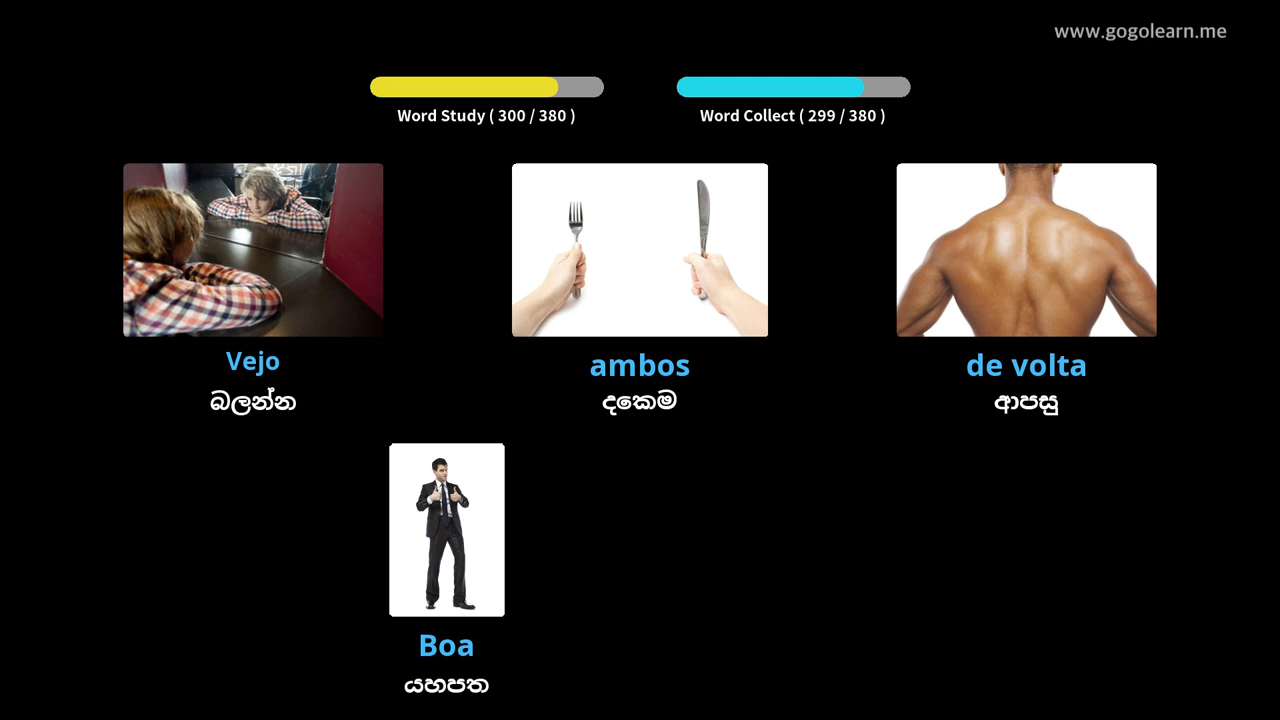 www.gogolearn.me
Word Study ( 300 / 380 )
Word Collect ( 299 / 380 )
Vejo
බලන්න
ambos
දකෙම
de volta
ආපසු
Boa
යහපත